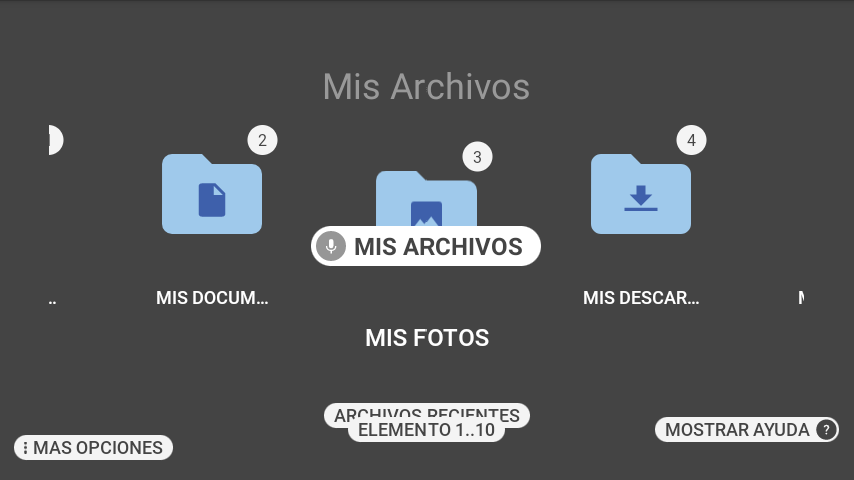 Mis Archivos
2
3
4
MIS ARCHIVOS
MIS DOCUM...
MIS DESCAR...
MIS FOTOS
ARCHIVOS RECIENTES
ELEMENTO 1..10
MOSTRAR AYUDA ?
MAS OPCIONES